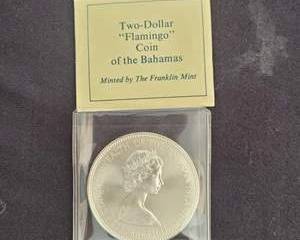 Two-Dollar
"Flamingo"
Coin
of the Bahamas
Minted by The Franklin Mint